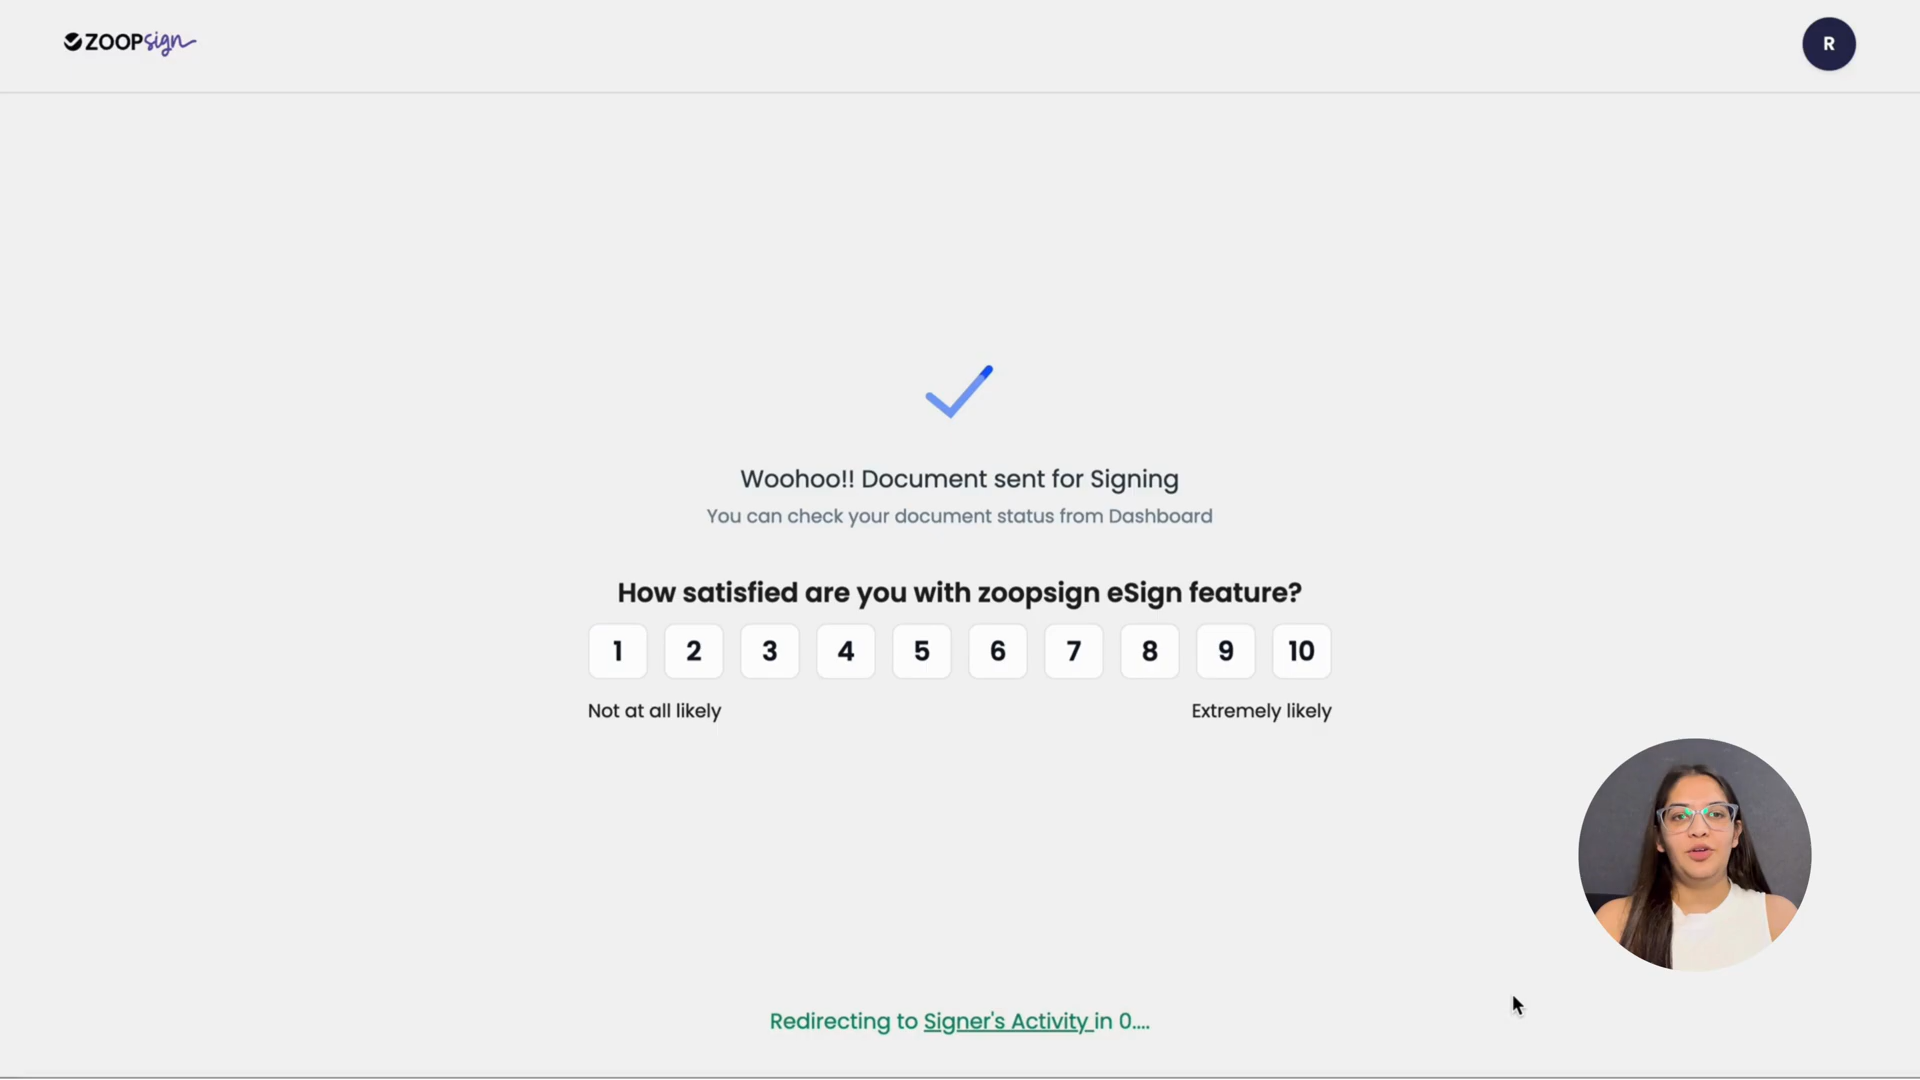 ZOOPsign
R
Woohoo!! Document sent for Signing
You can check your document status from Dashboard
How satisfied are you with zoopsign eSign feature?
1 2 3 4 5 6 7 8 9 10
Not at all likely Extremely likely
Redirecting to Signer's Activity in 0....